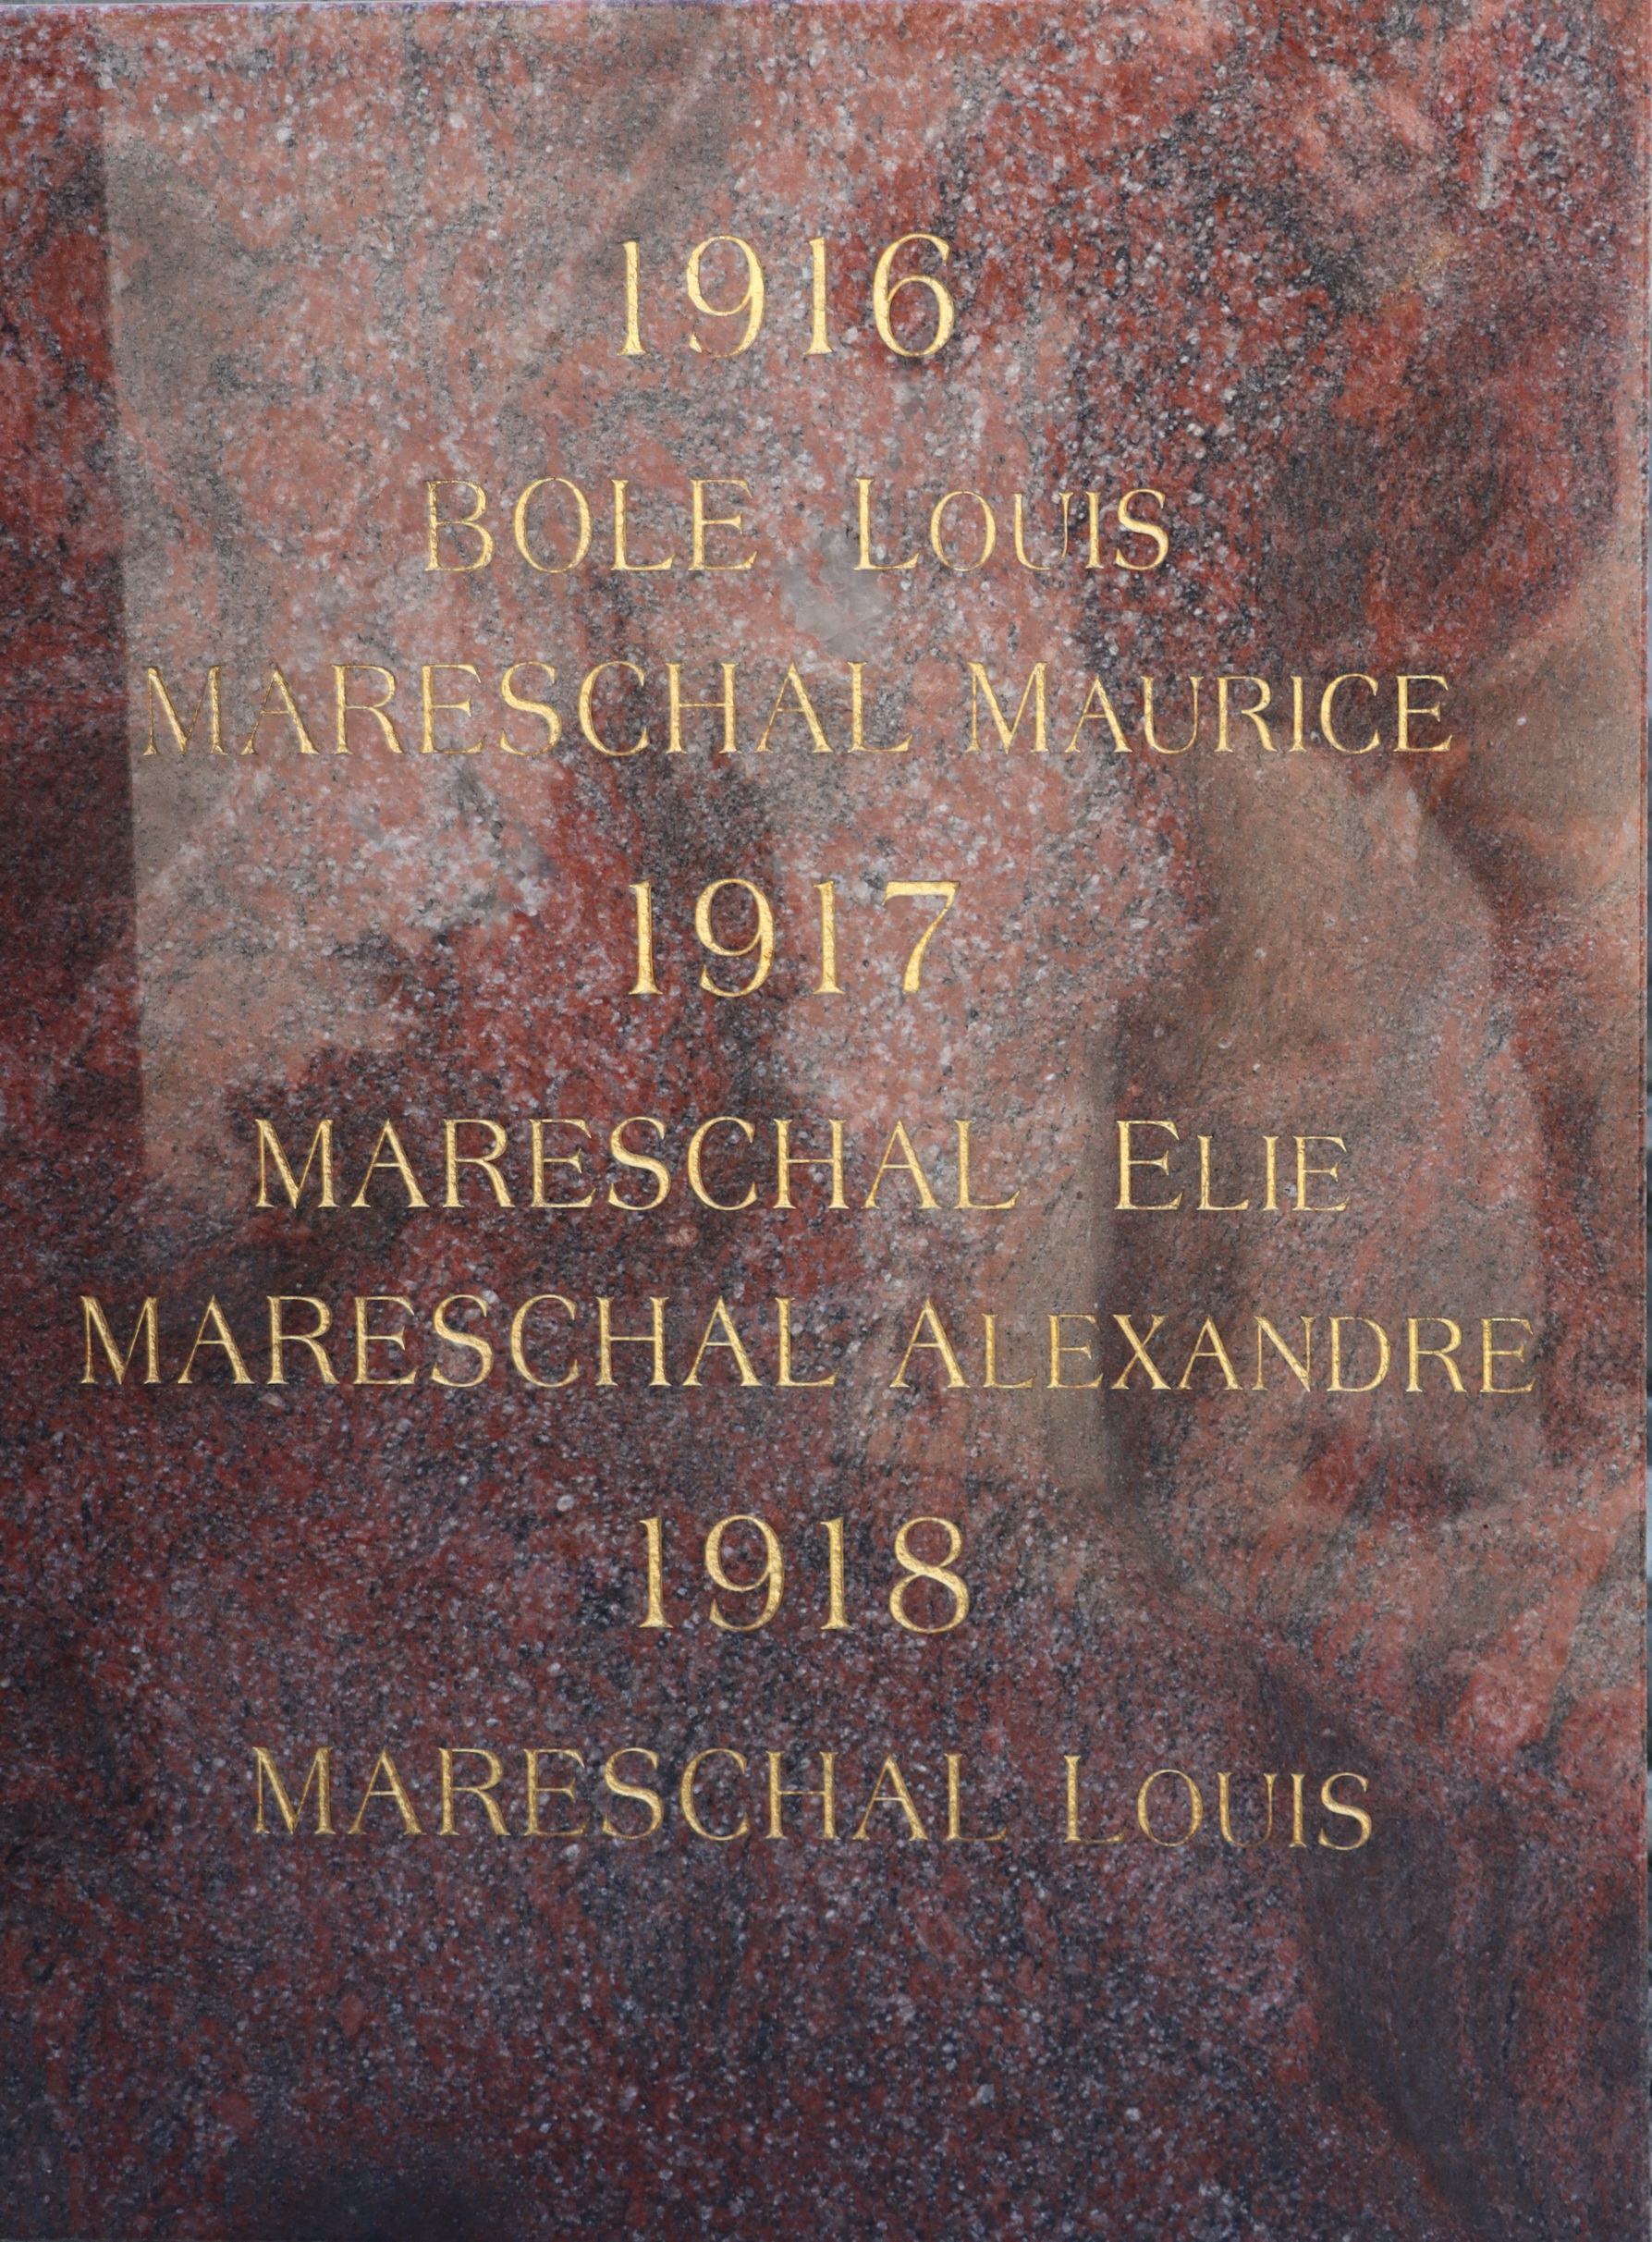 1916
BOLE LOUIS
MARESCHAL MAURICE
1917
MARESCHAL ELIE
MARESCHAL ALEXANDRE
1918
MARESCHAL LOUIS